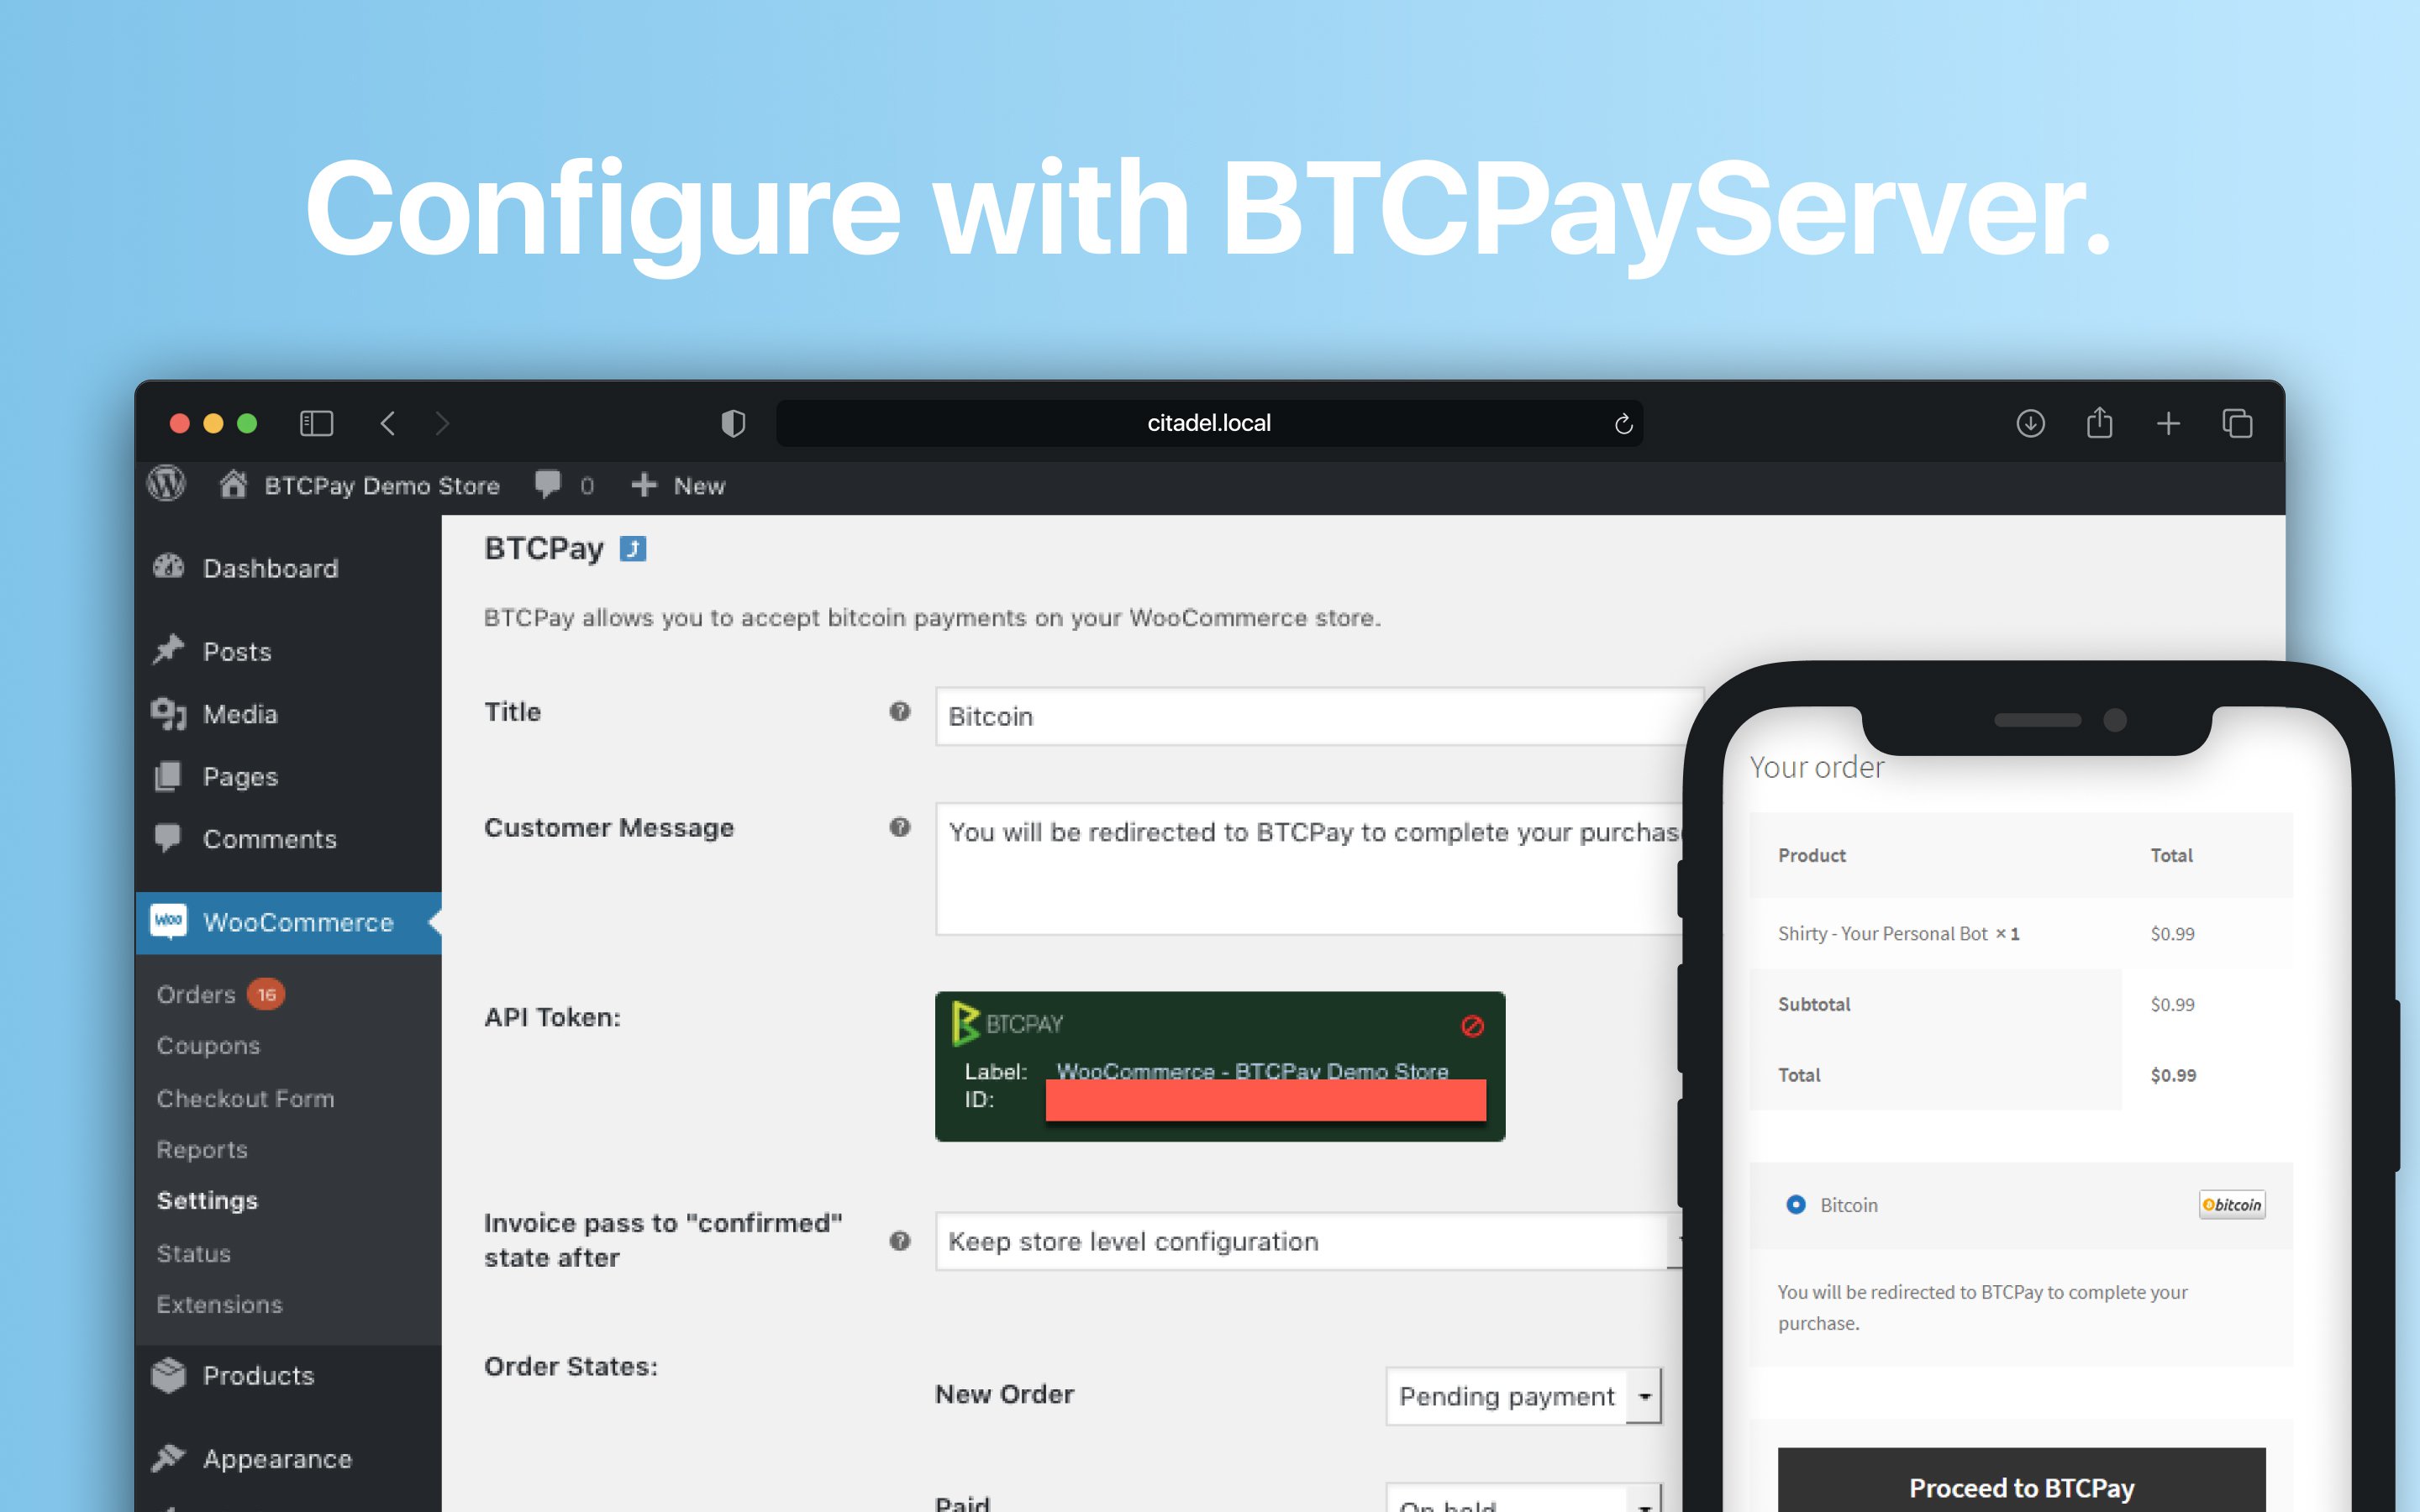 Configure with BTCPayServer.
citadel.local
BTCPay Demo Store 0 New
Dashboard
Posts
Media
Pages
Comments
Woo WooCommerce
Orders 16
Coupons
Checkout Form
Reports
Settings
Status
Extensions
Products
Appearance
BTCPay
BTCPay allows you to accept bitcoin payments on your WooCommerce store.
Title
Bitcoin
Customer Message
You will be redirected to BTCPay to complete your
API Token:
BTCPAY
Label: WooCommerce - BTCPay Demo Store
ID:
Invoice pass to "confirmed"
state after
Keep store level configuration
Order States:
New Order
Pending payment
Paid
On hold
Your order
Product Total
Shirty - Your Personal Bot × 1 $0.99
Subtotal $0.99
Total $0.99
Bitcoin
bitcoin
You will be redirected to BTCPay to complete your
purchase.
Proceed to BTCPay